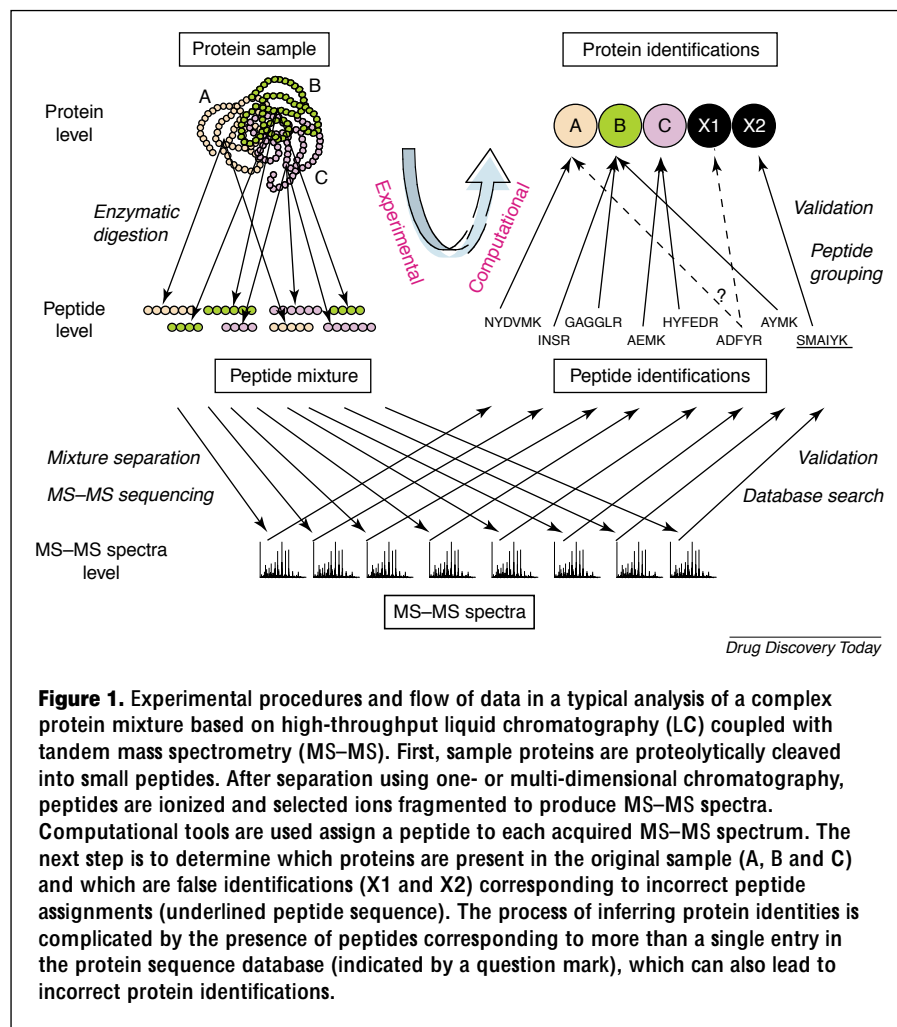 Protein sample
Protein identifications
Protein
level
A
B
C
A
B
C
X1
X2
Enzymatic
digestion
Experimental
Computational
Validation
Peptide
grouping
?
Peptide
level
NYDVMK
GAGGLR
HYFEDR
AYMK
INSR
AEMK
ADFYR
SMAIYK
Peptide mixture
Peptide identifications
Mixture separation
MS–MS sequencing
Validation
Database search
MS–MS spectra
level
MS–MS spectra
Drug Discovery Today
Figure 1. Experimental procedures and flow of data in a typical analysis of a complex
protein mixture based on high-throughput liquid chromatography (LC) coupled with
tandem mass spectrometry (MS–MS). First, sample proteins are proteolytically cleaved
into small peptides. After separation using one- or multi-dimensional chromatography,
peptides are ionized and selected ions fragmented to produce MS–MS spectra.
Computational tools are used assign a peptide to each acquired MS–MS spectrum. The
next step is to determine which proteins are present in the original sample (A, B and C)
and which are false identifications (X1 and X2) corresponding to incorrect peptide
assignments (underlined peptide sequence). The process of inferring protein identities is
complicated by the presence of peptides corresponding to more than a single entry in
the protein sequence database (indicated by a question mark), which can also lead to
incorrect protein identifications.